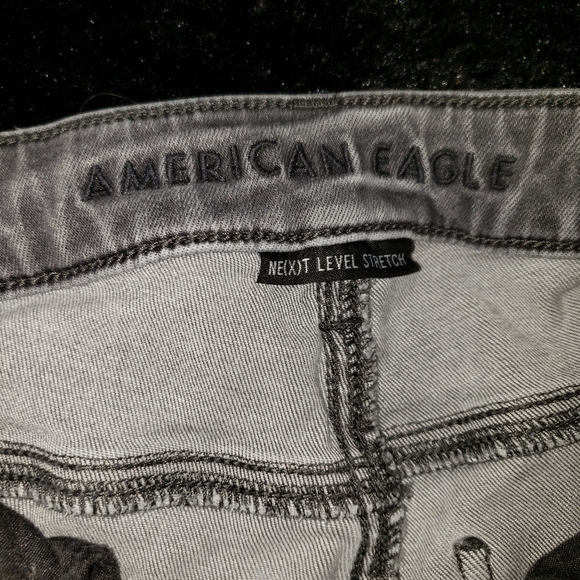 AMERICAN EAGLE
NE(X)T LEVEL STRETCH